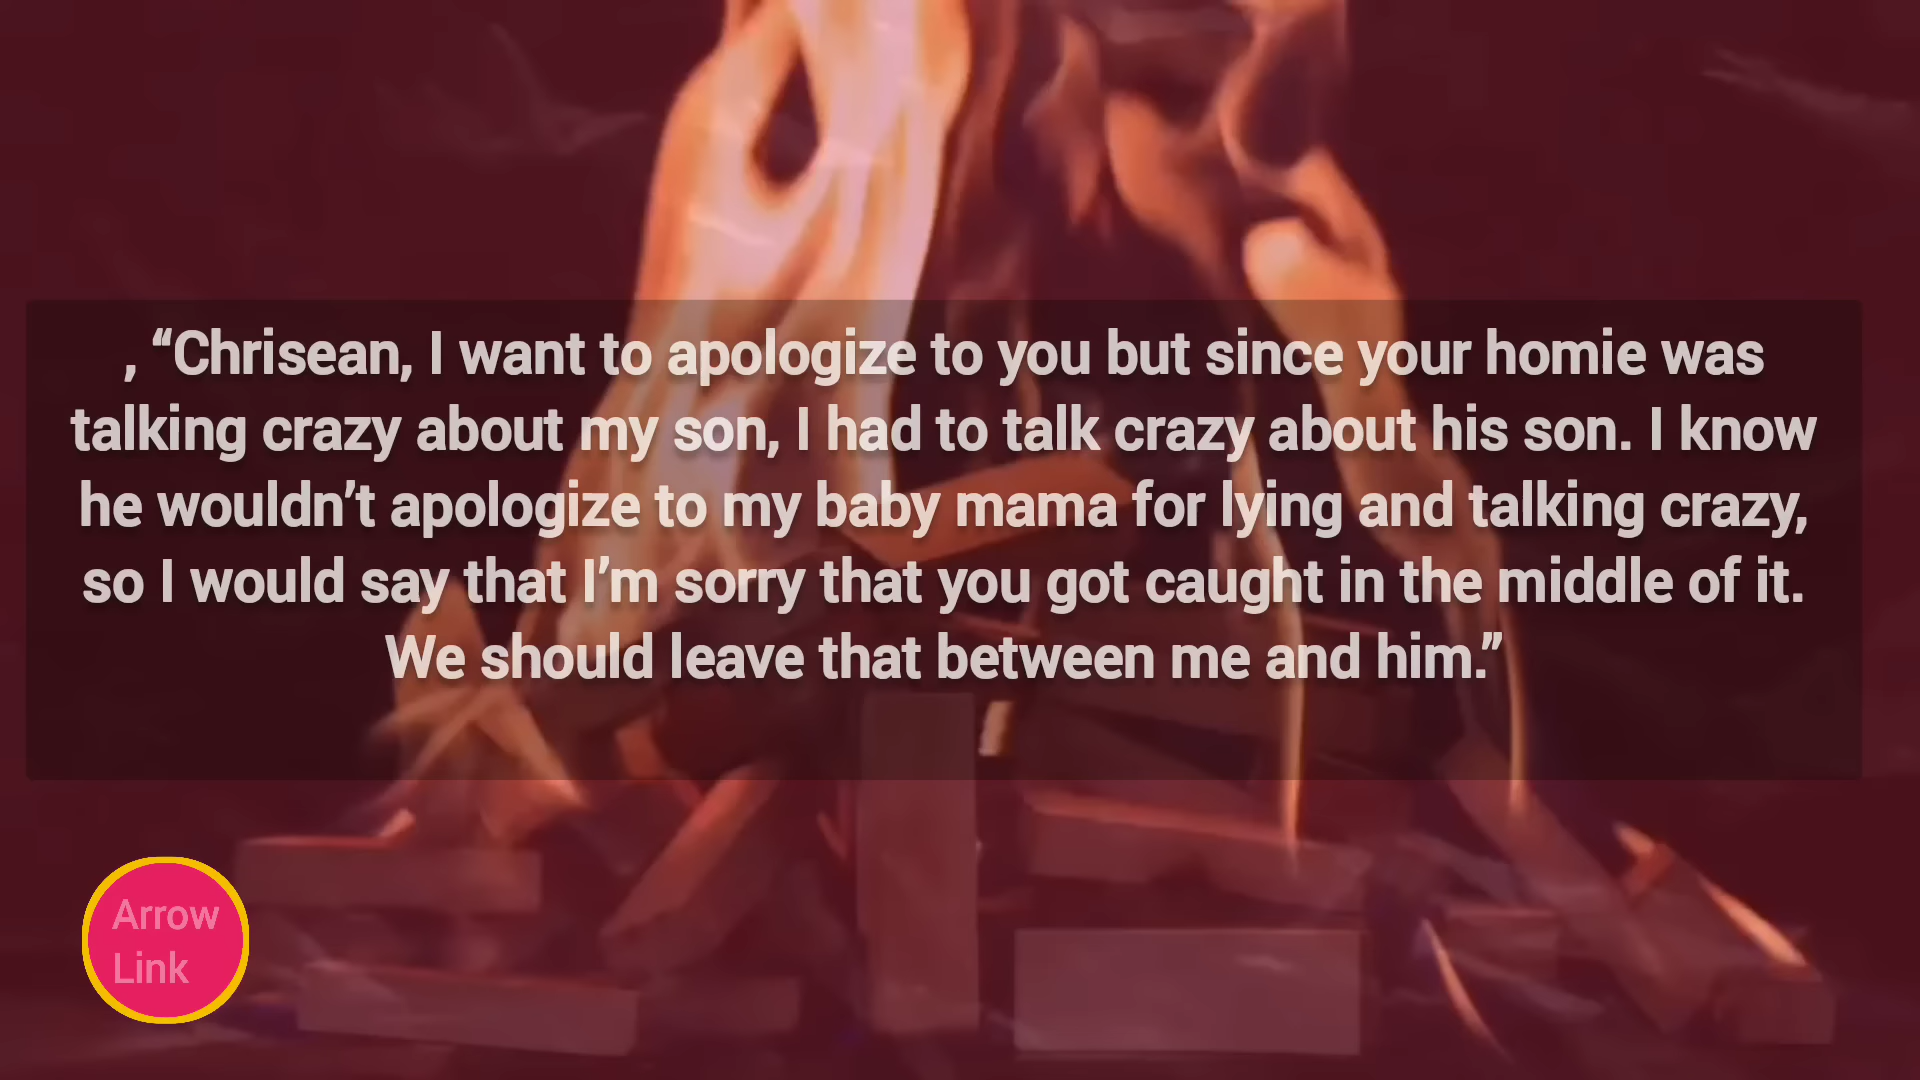 , “Chrisean, I want to apologize to you but since your homie was
talking crazy about my son, I had to talk crazy about his son. I know
he wouldn’t apologize to my baby mama for lying and talking crazy,
so I would say that I’m sorry that you got caught in the middle of it.
We should leave that between me and him.”
Arrow
Link